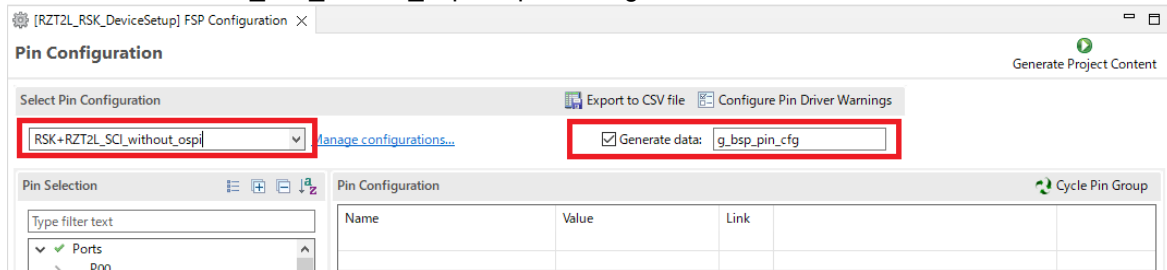 [RZT2L_RSK_DeviceSetup] FSP Configuration
Pin Configuration
Generate Project Content
Select Pin Configuration
Export to CSV file
Configure Pin Driver Warnings
RSK+RZT2L_SCI_without_ospi
Manage configurations...
Generate data: g_bsp_pin_cfg
Pin Selection
Pin Configuration
Cycle Pin Group
Type filter text
Name Value Link
Ports